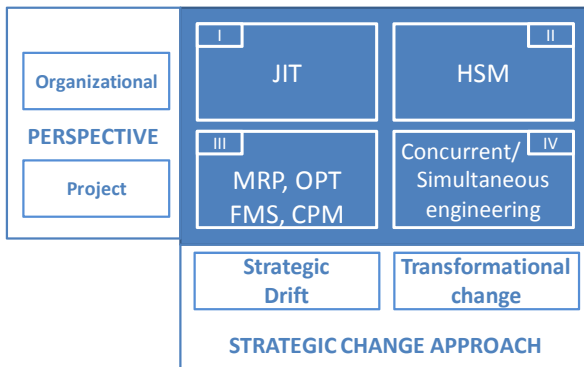 I
II
JIT
HSM
Organizational
PERSPECTIVE
III
IV
Concurrent/
Simultaneous
engineering
MRP, OPT
FMS, CPM
Project
Strategic
Drift
Transformational
change
STRATEGIC CHANGE APPROACH